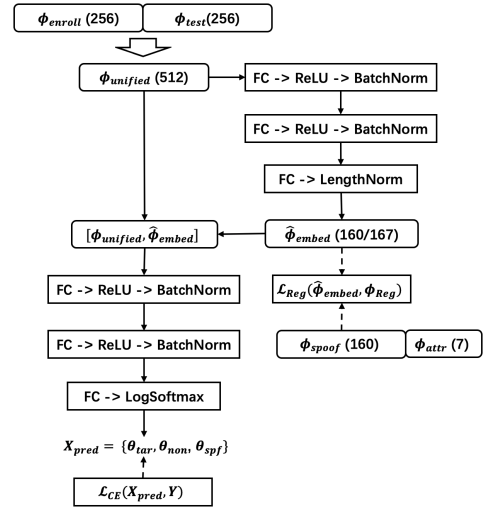 ϕ_enroll (256) ϕ_test(256)
ϕ_unified (512) FC -> ReLU -> BatchNorm
FC -> ReLU -> BatchNorm
FC -> LengthNorm
[ϕ_unified, ϕ̂_embed] ϕ̂_embed (160/167)
FC -> ReLU -> BatchNorm ℒ_Reg(ϕ̂_embed, ϕ_Reg)
FC -> ReLU -> BatchNorm ϕ_spoof (160) ϕ_attr (7)
FC -> LogSoftmax
X_pred = {θ_tar, θ_non, θ_spf}
ℒ_CE(X_pred, Y)